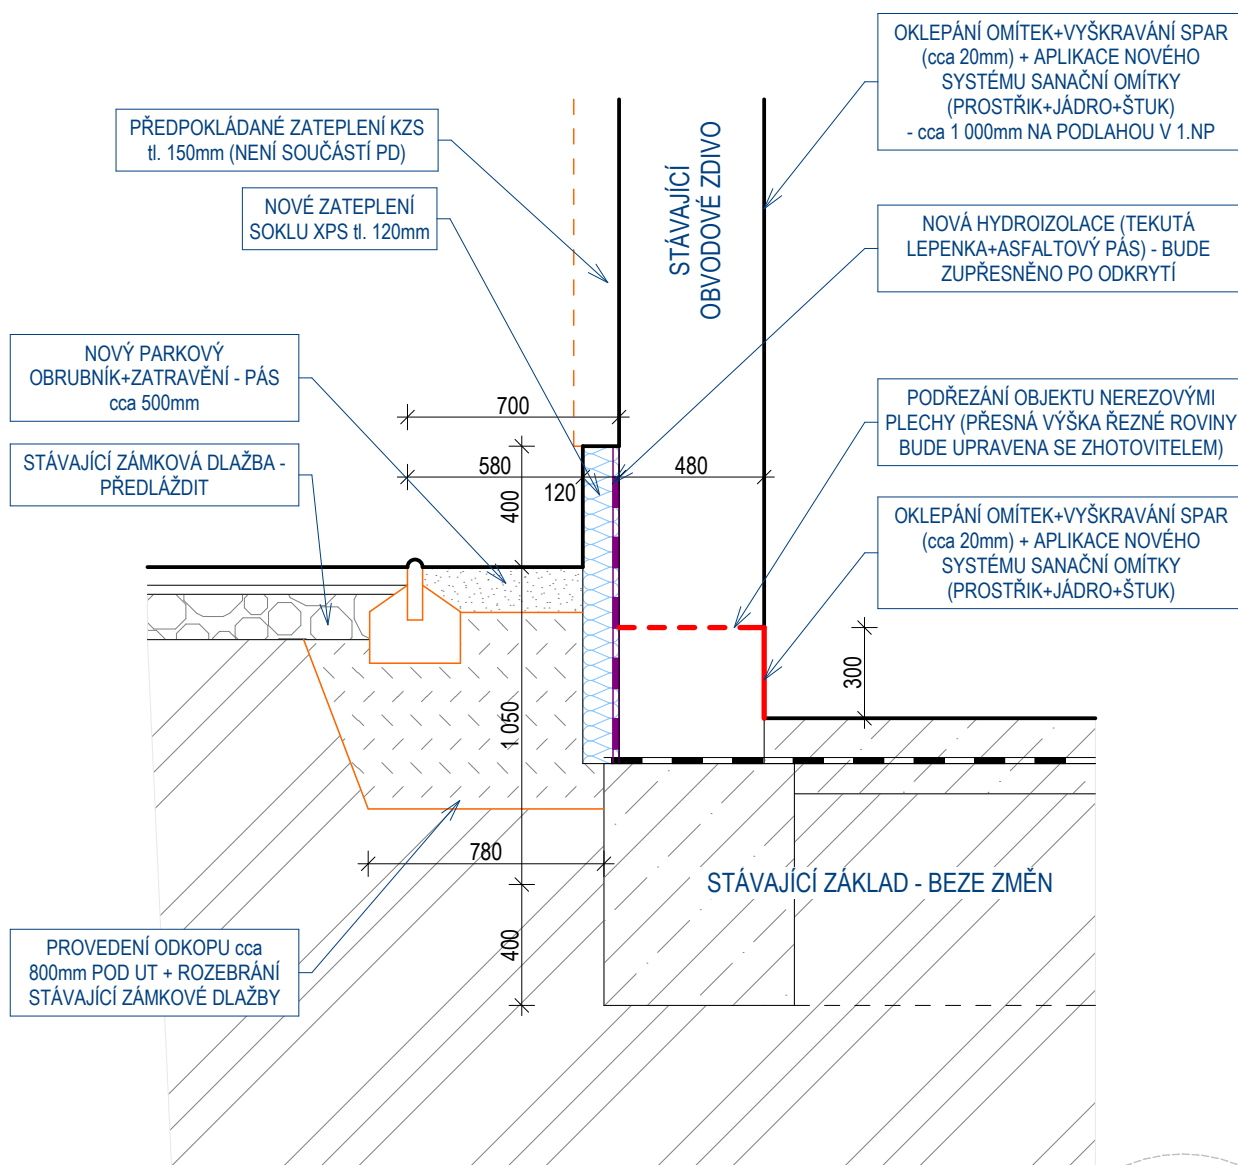 OKLEPÁNÍ OMÍTEK+VYŠKRAVÁNÍ SPAR
(cca 20mm) + APLIKACE NOVÉHO
SYSTÉMU SANAČNÍ OMÍTKY
(PROSTŘIK+JÁDRO+ŠTUK)
- cca 1 000mm NA PODLAHOU V 1.NP
PŘEDPOKLÁDANÉ ZATEPLENÍ KZS
tl. 150mm (NENÍ SOUČÁSTÍ PD)
STÁVAJÍCÍ
OBVODOVÉ ZDIVO
NOVÉ ZATEPLENÍ
SOKLU XPS tl. 120mm
NOVÁ HYDROIZOLACE (TEKUTÁ
LEPENKA+ASFALTOVÝ PÁS) - BUDE
ZUPŘESNĚNO PO ODKRYTÍ
NOVÝ PARKOVÝ
OBRUBNÍK+ZATRAVĚNÍ - PÁS
cca 500mm
PODŘEZÁNÍ OBJEKTU NEREZOVÝMI
PLECHY (PŘESNÁ VÝŠKA ŘEZNÉ ROVINY
BUDE UPRAVENA SE ZHOTOVITELEM)
700
STÁVAJÍCÍ ZÁMKOVÁ DLAŽBA -
PŘEDLÁŽDIT
580
120
480
400
OKLEPÁNÍ OMÍTEK+VYŠKRAVÁNÍ SPAR
(cca 20mm) + APLIKACE NOVÉHO
SYSTÉMU SANAČNÍ OMÍTKY
(PROSTŘIK+JÁDRO+ŠTUK)
300
1 050
780
STÁVAJÍCÍ ZÁKLAD - BEZE ZMĚN
400
PROVEDENÍ ODKOPU cca
800mm POD UT + ROZEBRÁNÍ
STÁVAJÍCÍ ZÁMKOVÉ DLAŽBY